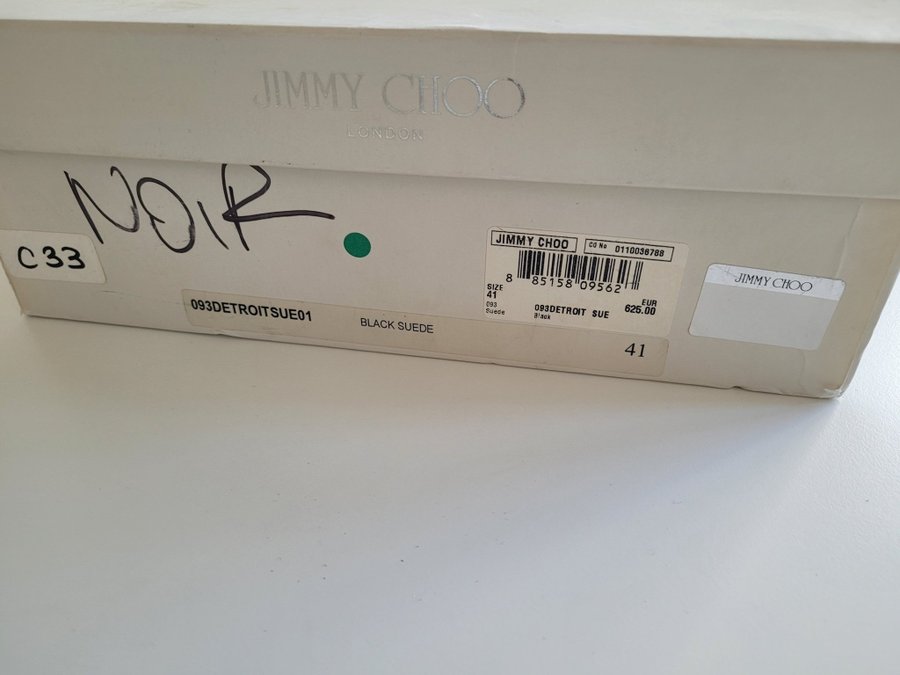 JIMMY CHOO
LONDON
NOIR
C33
JIMMY CHOO
CG No 0110036788
8 85158 09562
SIZE
41
093
Suede
093DETROIT SUE
Black
EUR
625.00
JIMMY CHOO
093DETROITSUE01
BLACK SUEDE
41